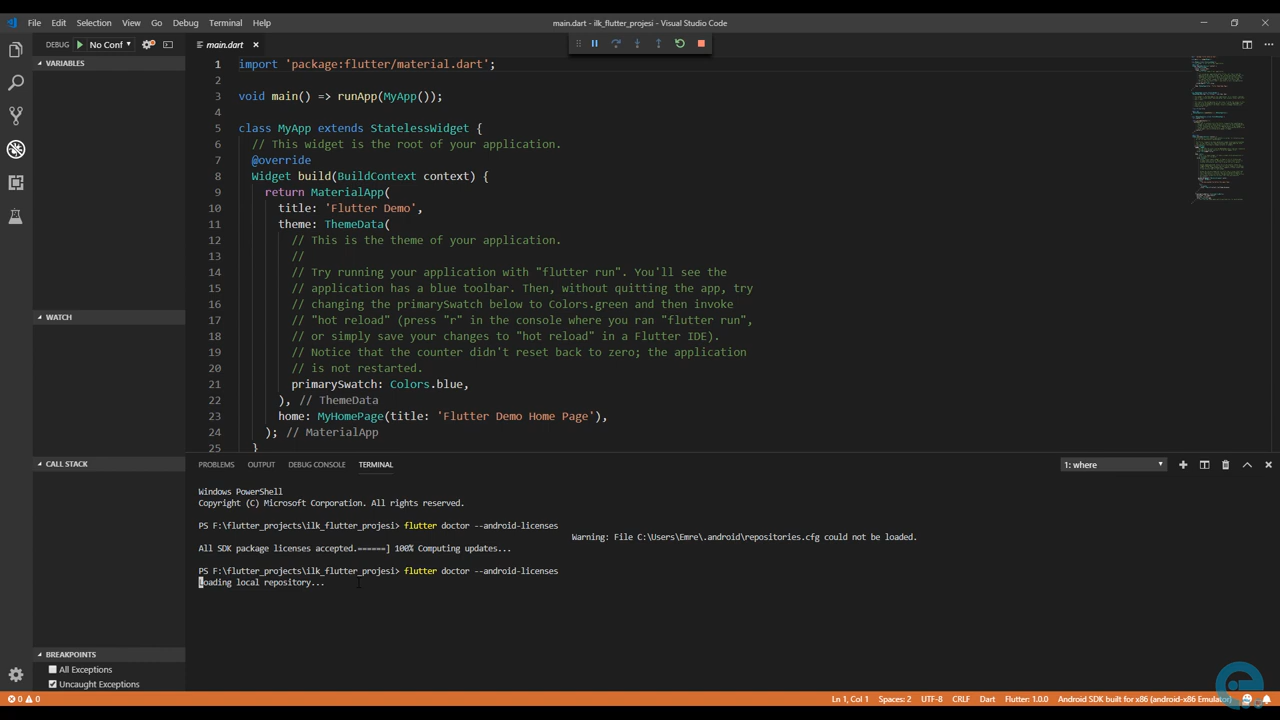 File Edit Selection View Go Debug Terminal Help
main.dart - ilk_flutter_projesi - Visual Studio Code
DEBUG No Conf
main.dart
VARIABLES
WATCH
CALL STACK
BREAKPOINTS
All Exceptions
Uncaught Exceptions
1 import 'package:flutter/material.dart';
2
3 void main() => runApp(MyApp());
4
5 class MyApp extends StatelessWidget {
6 // This widget is the root of your application.
7 @override
8 Widget build(BuildContext context) {
9 return MaterialApp(
10 title: 'Flutter Demo',
11 theme: ThemeData(
12 // This is the theme of your application.
13 //
14 // Try running your application with "flutter run". You'll see the
15 // application has a blue toolbar. Then, without quitting the app, try
16 // changing the primarySwatch below to Colors.green and then invoke
17 // "hot reload" (press "r" in the console where you ran "flutter run",
18 // or simply save your changes to "hot reload" in a Flutter IDE).
19 // Notice that the counter didn't reset back to zero; the application
20 // is not restarted.
21 primarySwatch: Colors.blue,
22 ), // ThemeData
23 home: MyHomePage(title: 'Flutter Demo Home Page'),
24 ); // MaterialApp
25 }
PROBLEMS OUTPUT DEBUG CONSOLE TERMINAL
1: where
Windows PowerShell
Copyright (C) Microsoft Corporation. All rights reserved.
PS F:\flutter_projects\ilk_flutter_projesi> flutter doctor --android-licenses
Warning: File C:\Users\Emre\.android\repositories.cfg could not be loaded.
All SDK package licenses accepted.======] 100% Computing updates...
PS F:\flutter_projects\ilk_flutter_projesi> flutter doctor --android-licenses
Loading local repository...
0 0
Ln 1, Col 1 Spaces: 2 UTF-8 CRLF Dart Flutter: 1.0.0 Android SDK built for x86 (android-x86 Emulator)